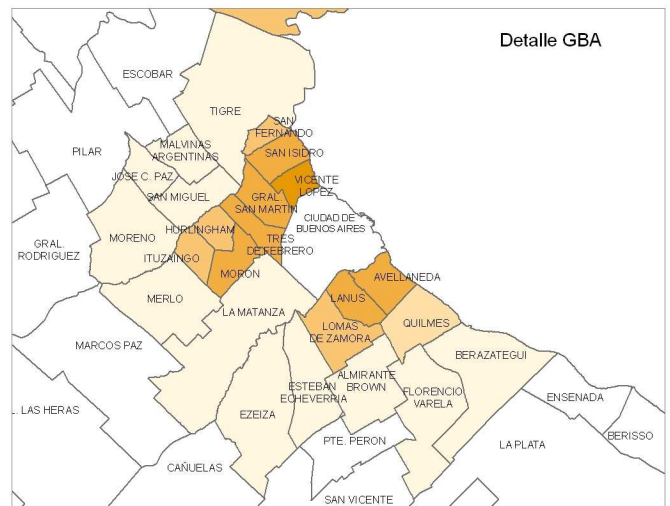 Detalle GBA
ESCOBAR
TIGRE
SAN
FERNANDO
PILAR
MALVINAS
ARGENTINAS
SAN ISIDRO
JOSE C. PAZ
VICENTE
LOPEZ
SAN MIGUEL
GRAL.
SAN MARTIN
CIUDAD DE
BUENOS AIRES
HURLINGHAM
MORENO
TRES
DE FEBRERO
GRAL.
RODRIGUEZ
ITUZAINGO
MORON
AVELLANEDA
MERLO
LANUS
LA MATANZA
QUILMES
LOMAS
DE ZAMORA
MARCOS PAZ
BERAZATEGUI
ALMIRANTE
BROWN
ESTEBAN
ECHEVERRIA
FLORENCIO
VARELA
ENSENADA
. LAS HERAS
EZEIZA
BERISSO
PTE. PERON
LA PLATA
CAÑUELAS
SAN VICENTE